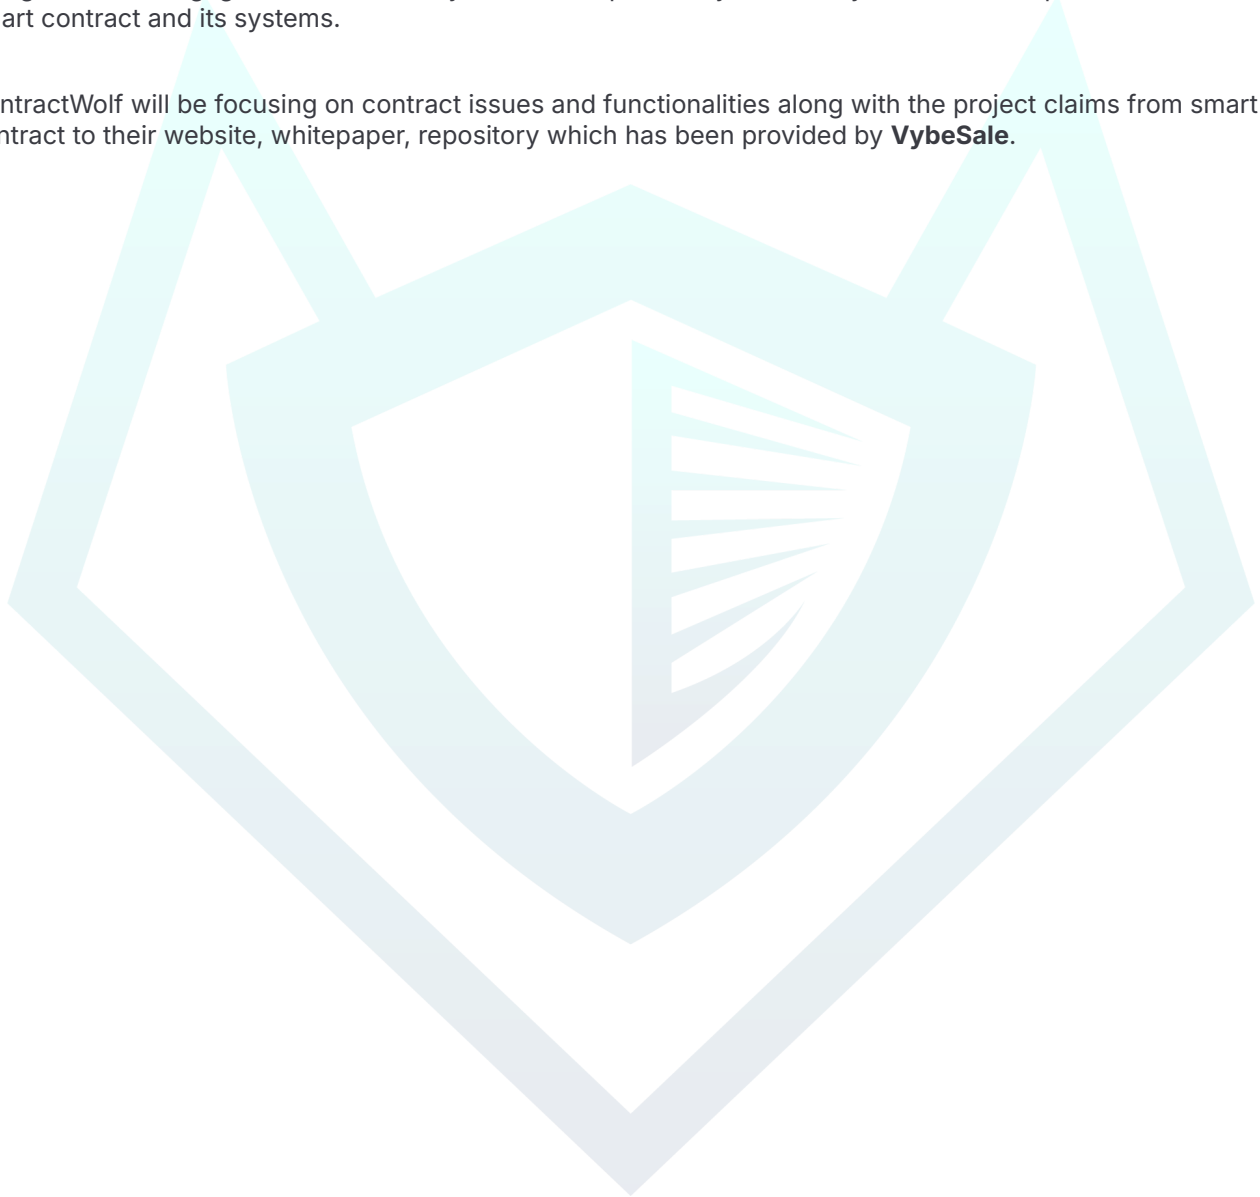 art contract and its systems.
ntractWolf will be focusing on contract issues and functionalities along with the project claims from smart
ntract to their website, whitepaper, repository which has been provided by VybeSale.